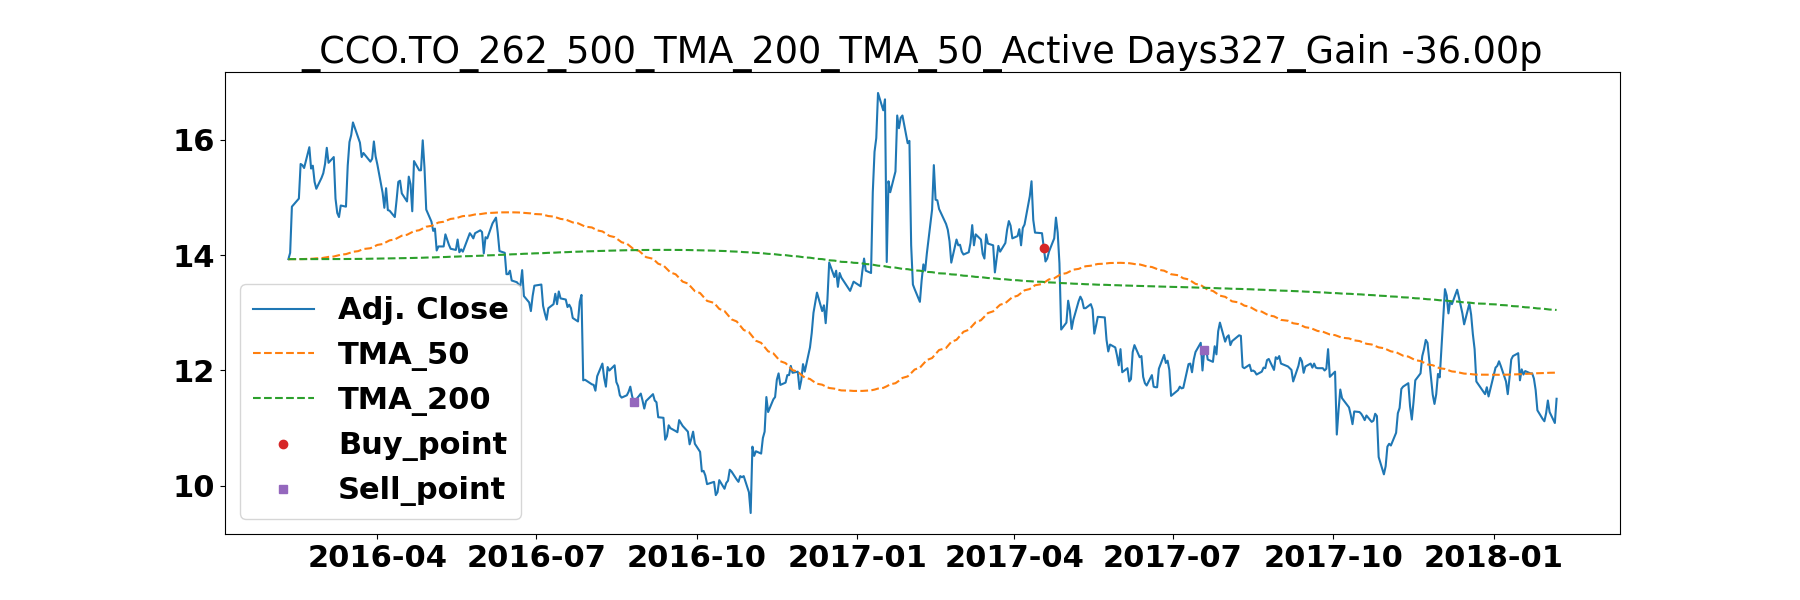 _CCO.TO_262_500_TMA_200_TMA_50_Active Days327_Gain -36.00p
16
14
12
10
Adj. Close
TMA_50
TMA_200
Buy_point
Sell_point
2016-04 2016-07 2016-10 2017-01 2017-04 2017-07 2017-10 2018-01